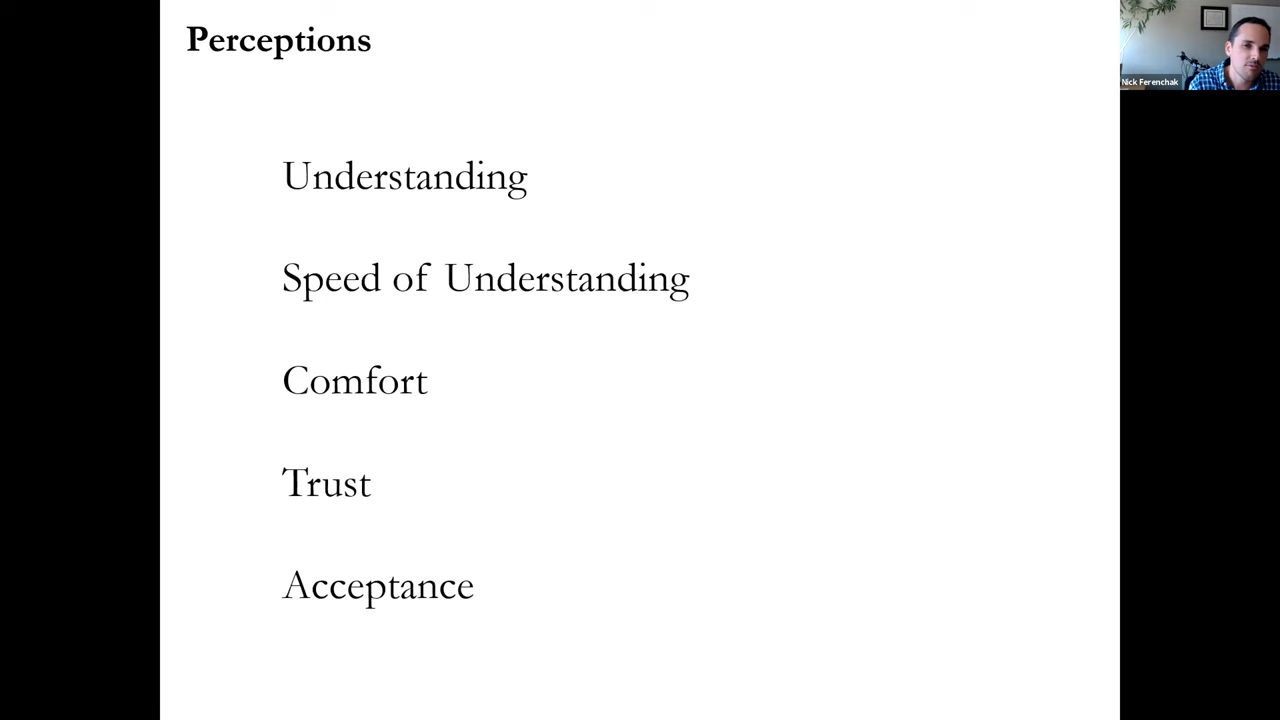 Perceptions
Nick Ferenchak
Understanding
Speed of Understanding
Comfort
Trust
Acceptance